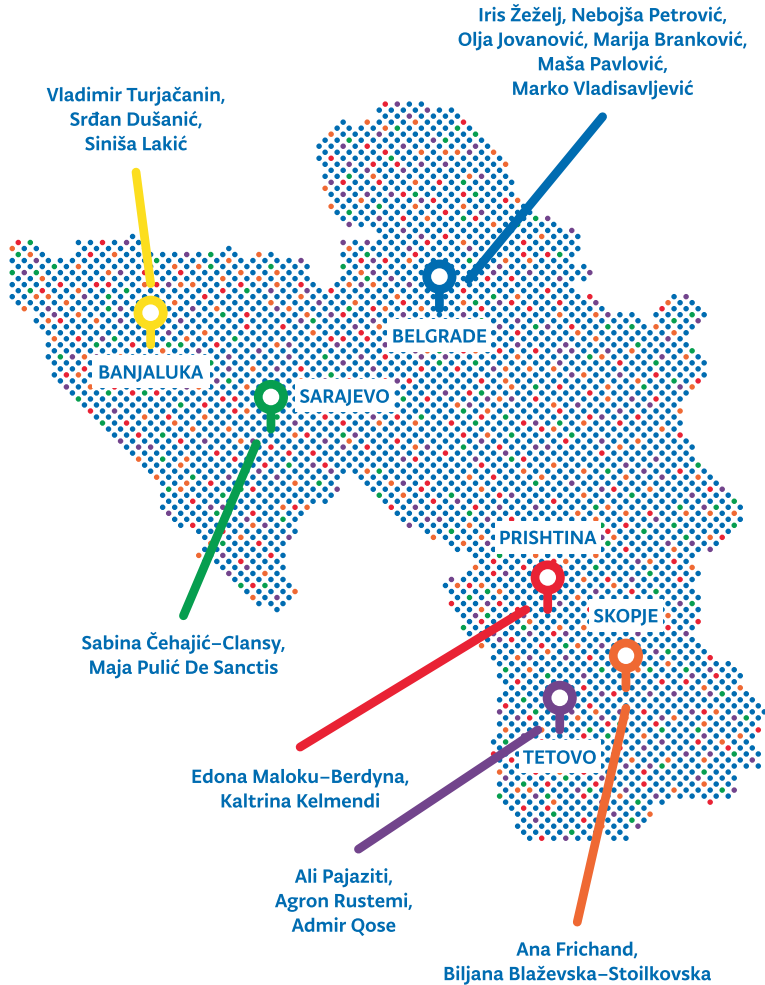 Iris Žeželj, Nebojša Petrović,
Olja Jovanović, Marija Branković,
Maša Pavlović,
Marko Vladisavljević
Vladimir Turjačanin,
Srđan Dušanić,
Siniša Lakić
BELGRADE
BANJALUKA
SARAJEVO
PRISHTINA
SKOPJE
Sabina Čehajić–Clansy,
Maja Pulić De Sanctis
TETOVO
Edona Maloku–Berdyna,
Kaltrina Kelmendi
Ali Pajaziti,
Agron Rustemi,
Admir Qose
Ana Frichand,
Biljana Blaževska–Stoilkovska